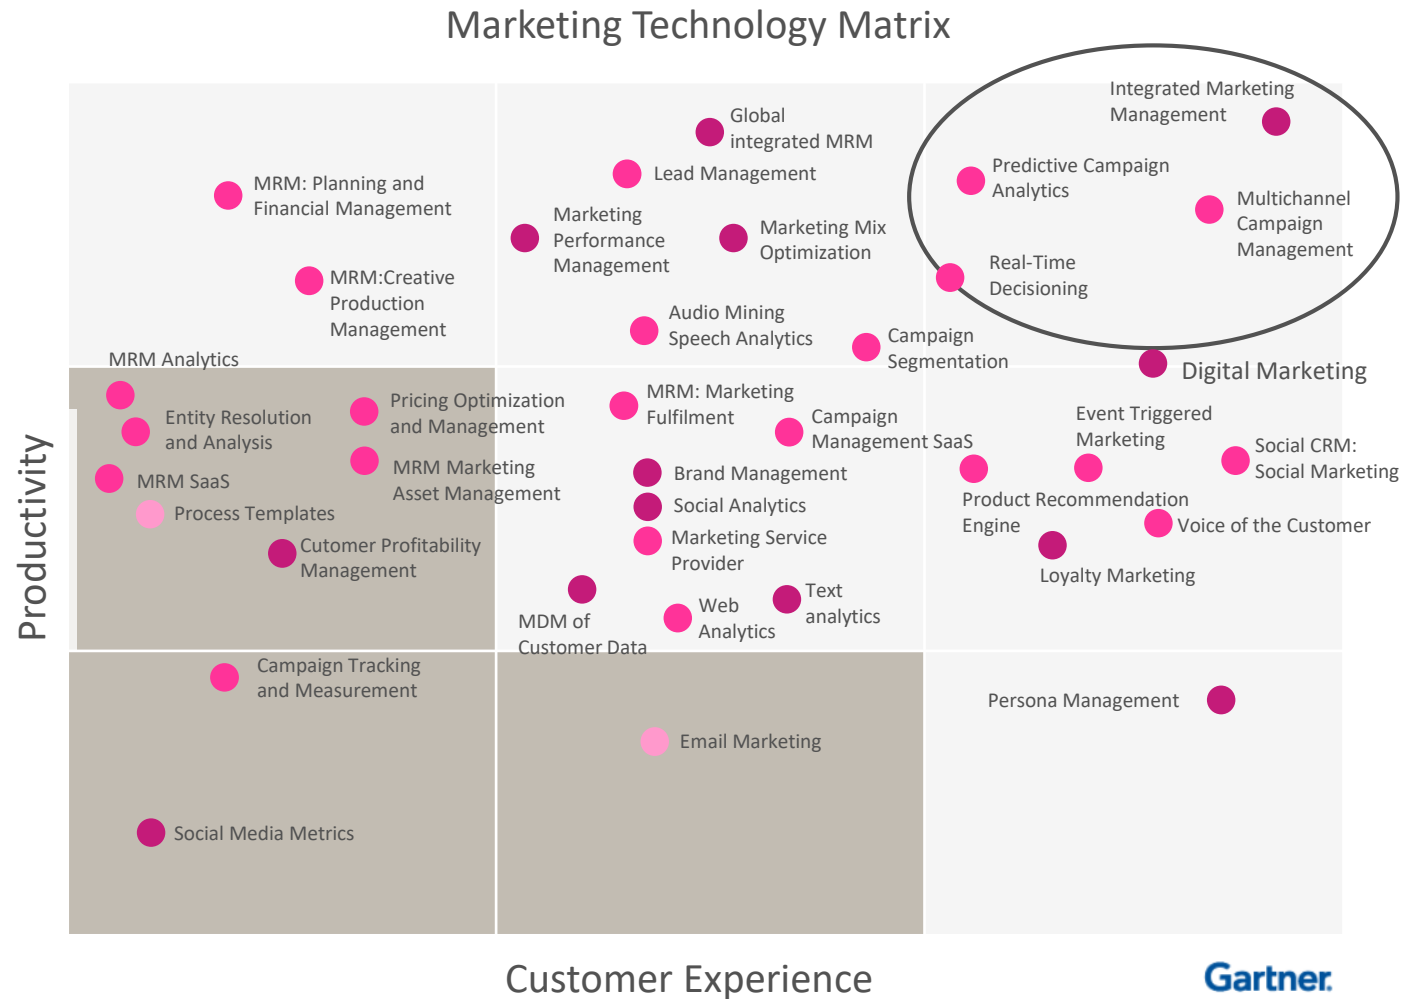 Marketing Technology Matrix
Integrated Marketing
Management
Global
integrated MRM
Lead Management
Predictive Campaign
Analytics
MRM: Planning and
Financial Management
Multichannel
Campaign
Management
Marketing
Performance
Management
Marketing Mix
Optimization
Real-Time
Decisioning
MRM:Creative
Production
Management
Audio Mining
Speech Analytics
Campaign
Segmentation
MRM Analytics
Digital Marketing
Entity Resolution
and Analysis
Pricing Optimization
and Management
MRM: Marketing
Fulfilment
Campaign
Management SaaS
Event Triggered
Marketing
Social CRM:
Social Marketing
MRM SaaS
MRM Marketing
Asset Management
Brand Management
Social Analytics
Product Recommendation
Engine
Process Templates
Voice of the Customer
Cutomer Profitability
Management
Marketing Service
Provider
Loyalty Marketing
MDM of
Customer Data
Web
Analytics
Text
analytics
Productivity
Campaign Tracking
and Measurement
Persona Management
Email Marketing
Social Media Metrics
Customer Experience
Gartner.